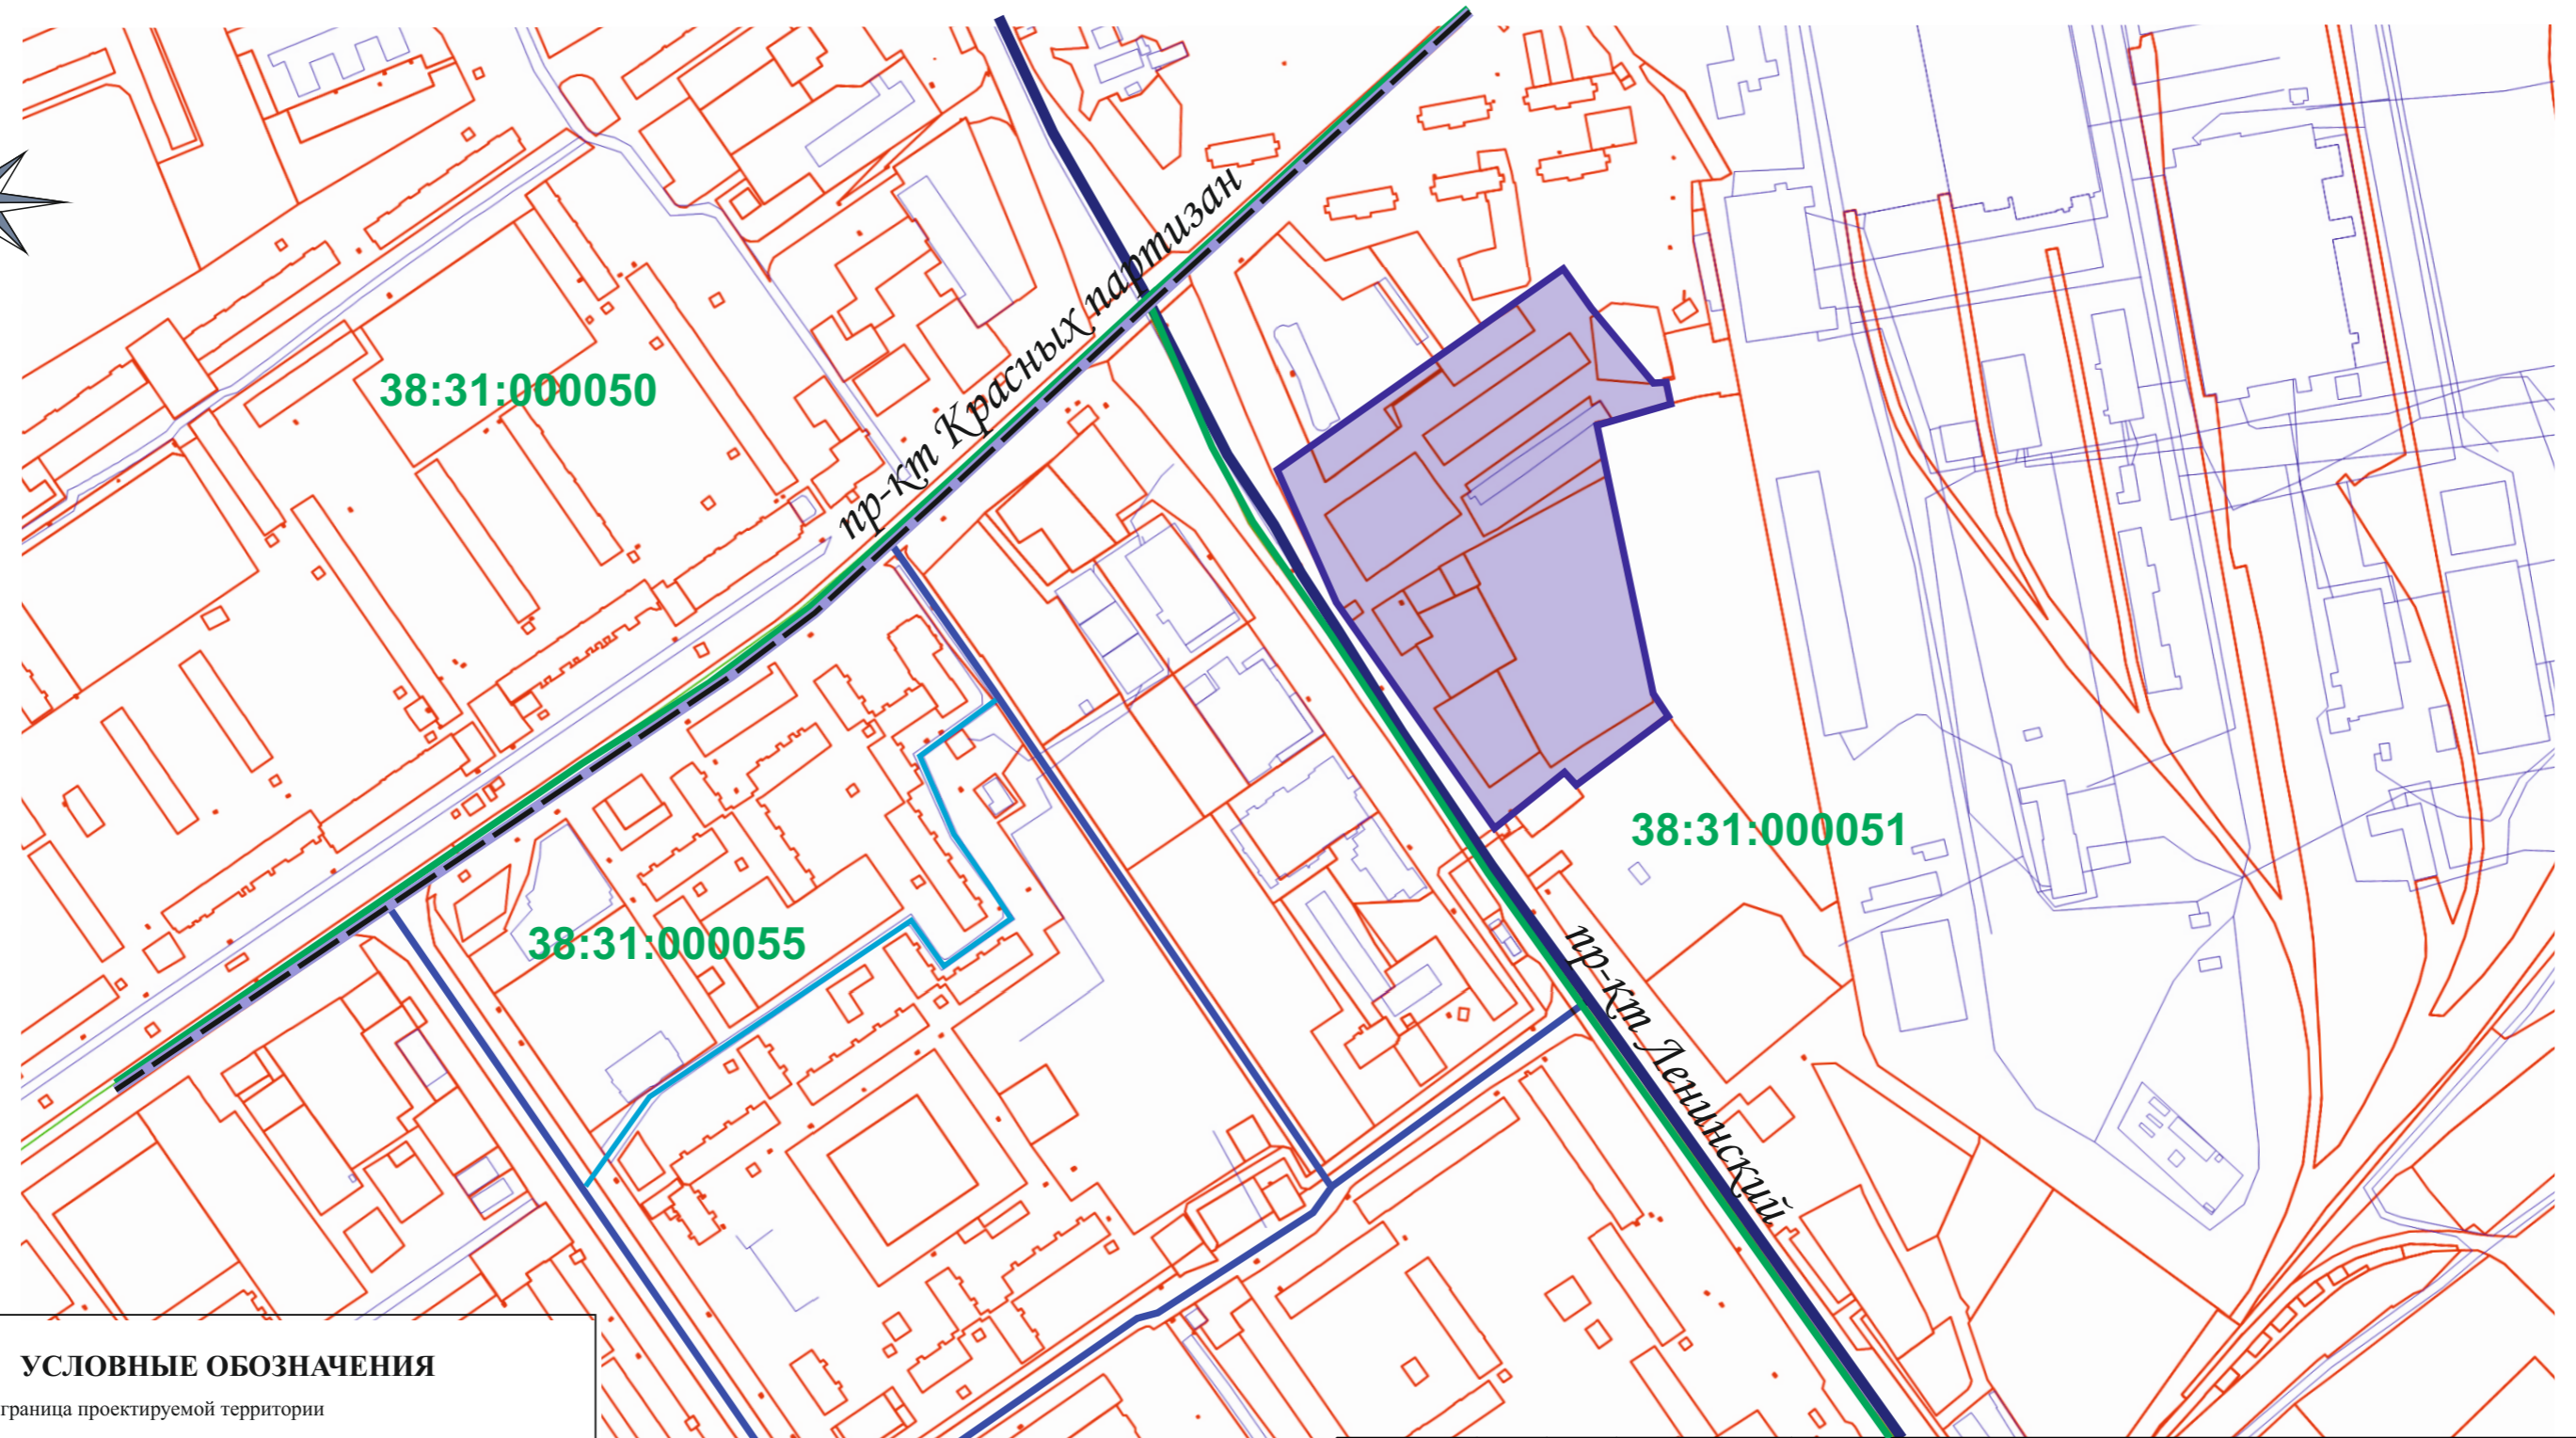 пр-кт Красных партизан
38:31:000050
38:31:000051
38:31:000055
пр-кт Ленинский
УСЛОВНЫЕ ОБОЗНАЧЕНИЯ
граница проектируемой территории